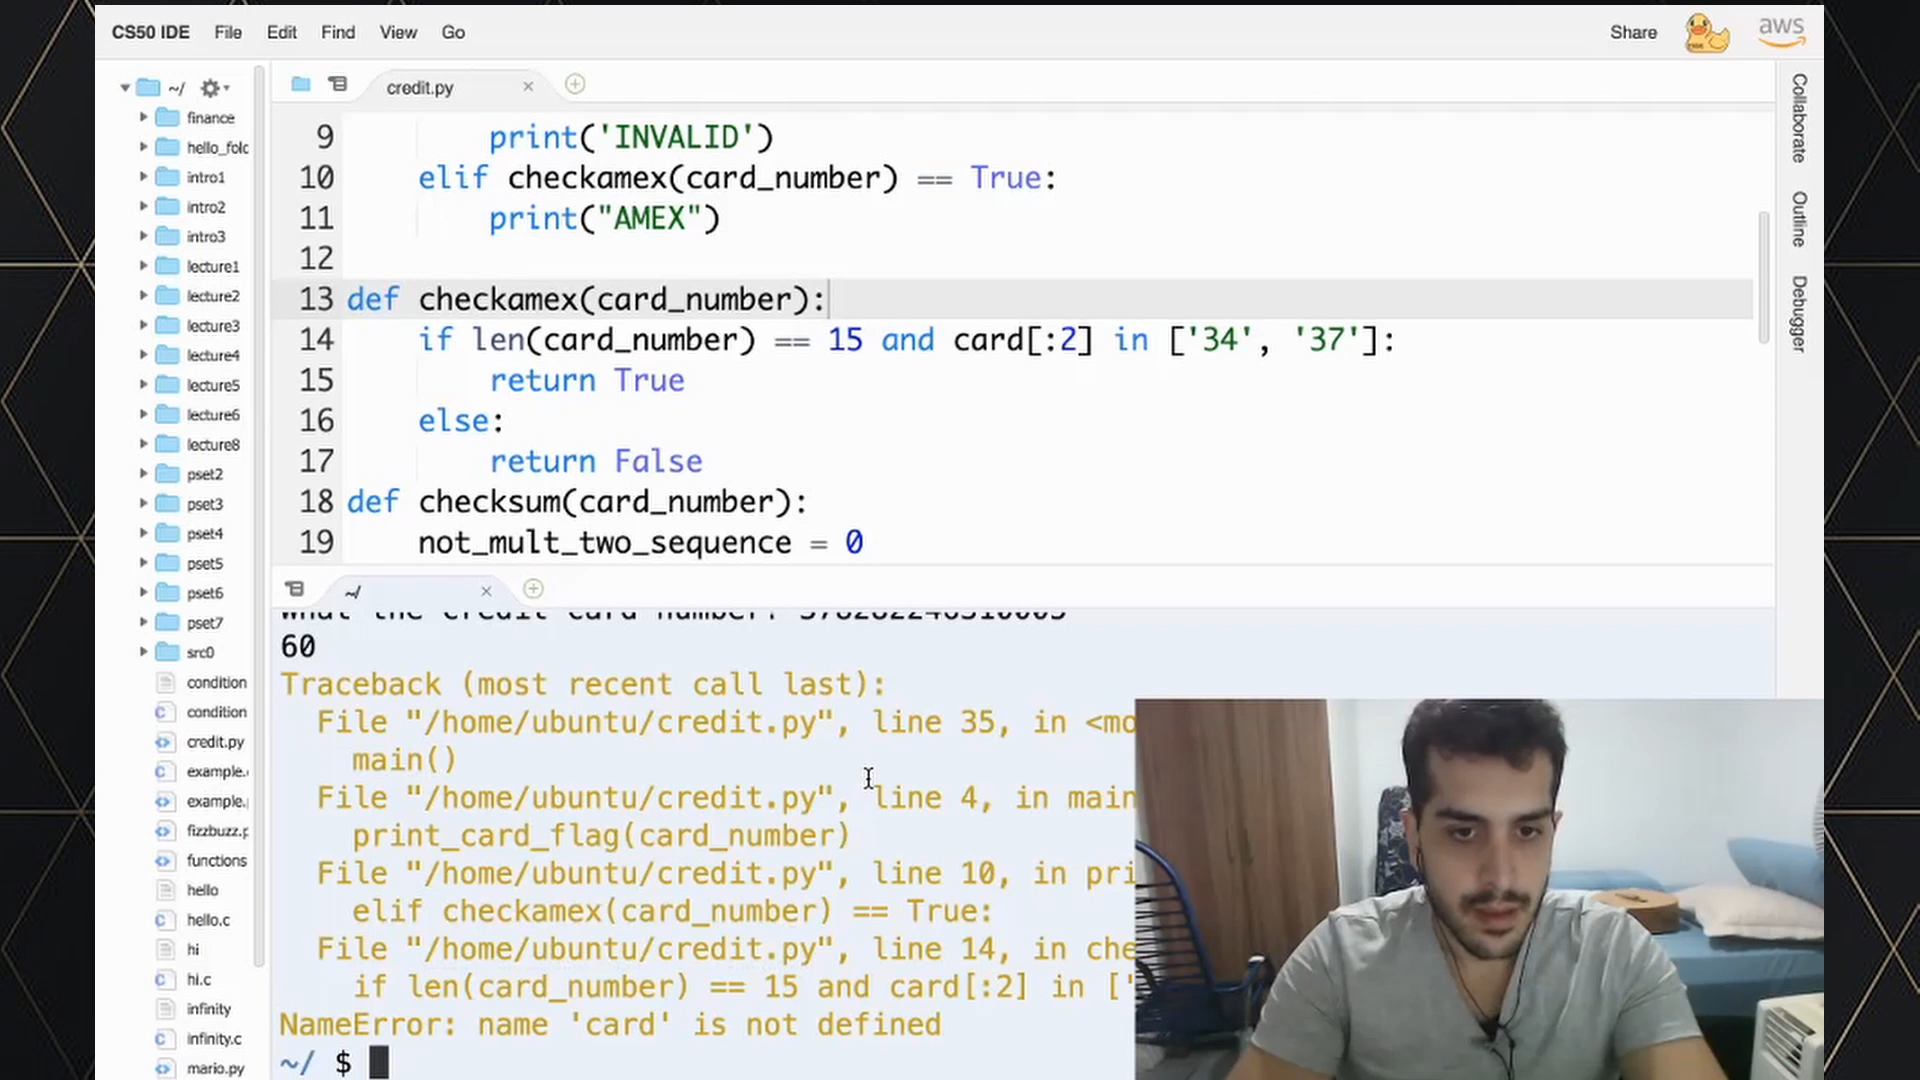 CS50 IDE File Edit Find View Go Share aws
~/
finance
hello_fold
intro1
intro2
intro3
lecture1
lecture2
lecture3
lecture4
lecture5
lecture6
lecture8
pset2
pset3
pset4
pset5
pset6
pset7
src0
condition
condition
credit.py
example.
example.
fizzbuzz.p
functions
hello
hello.c
hi
hi.c
infinity
infinity.c
mario.py
credit.py
9 print('INVALID')
10 elif checkamex(card_number) == True:
11 print("AMEX")
12
13 def checkamex(card_number):
14 if len(card_number) == 15 and card[:2] in ['34', '37']:
15 return True
16 else:
17 return False
18 def checksum(card_number):
19 not_mult_two_sequence = 0
Collaborate
Outline
Debugger
~/
What the credit card number: 378282246310005
60
Traceback (most recent call last):
File "/home/ubuntu/credit.py", line 35, in <mo
main()
File "/home/ubuntu/credit.py", line 4, in main
print_card_flag(card_number)
File "/home/ubuntu/credit.py", line 10, in pri
elif checkamex(card_number) == True:
File "/home/ubuntu/credit.py", line 14, in che
if len(card_number) == 15 and card[:2] in ['
NameError: name 'card' is not defined
~/ $